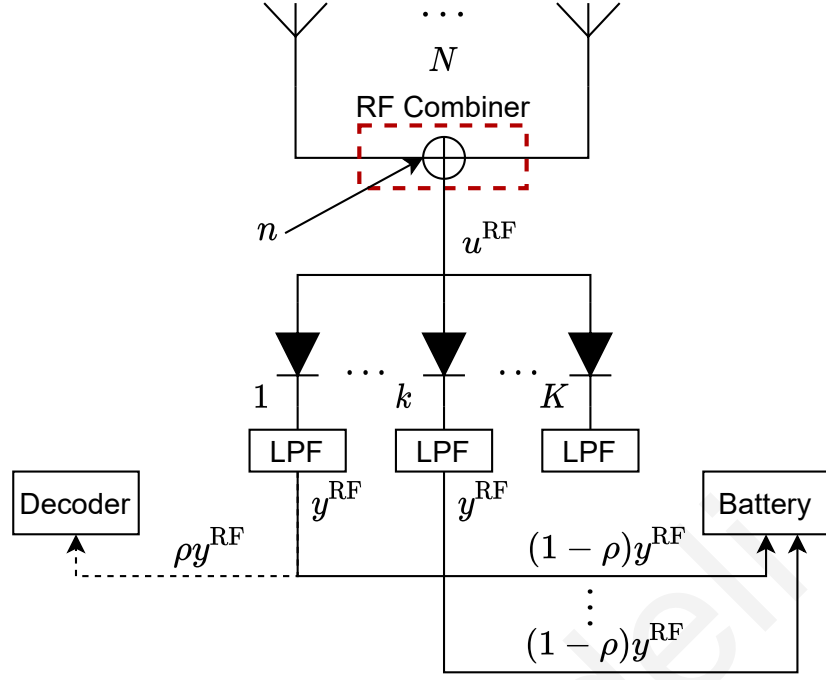 ⋯
N
RF Combiner
n
u^RF
⋯ ⋯
1 k K
LPF LPF LPF
Decoder y^RF y^RF Battery
ρy^RF (1 − ρ)y^RF
⋮
(1 − ρ)y^RF